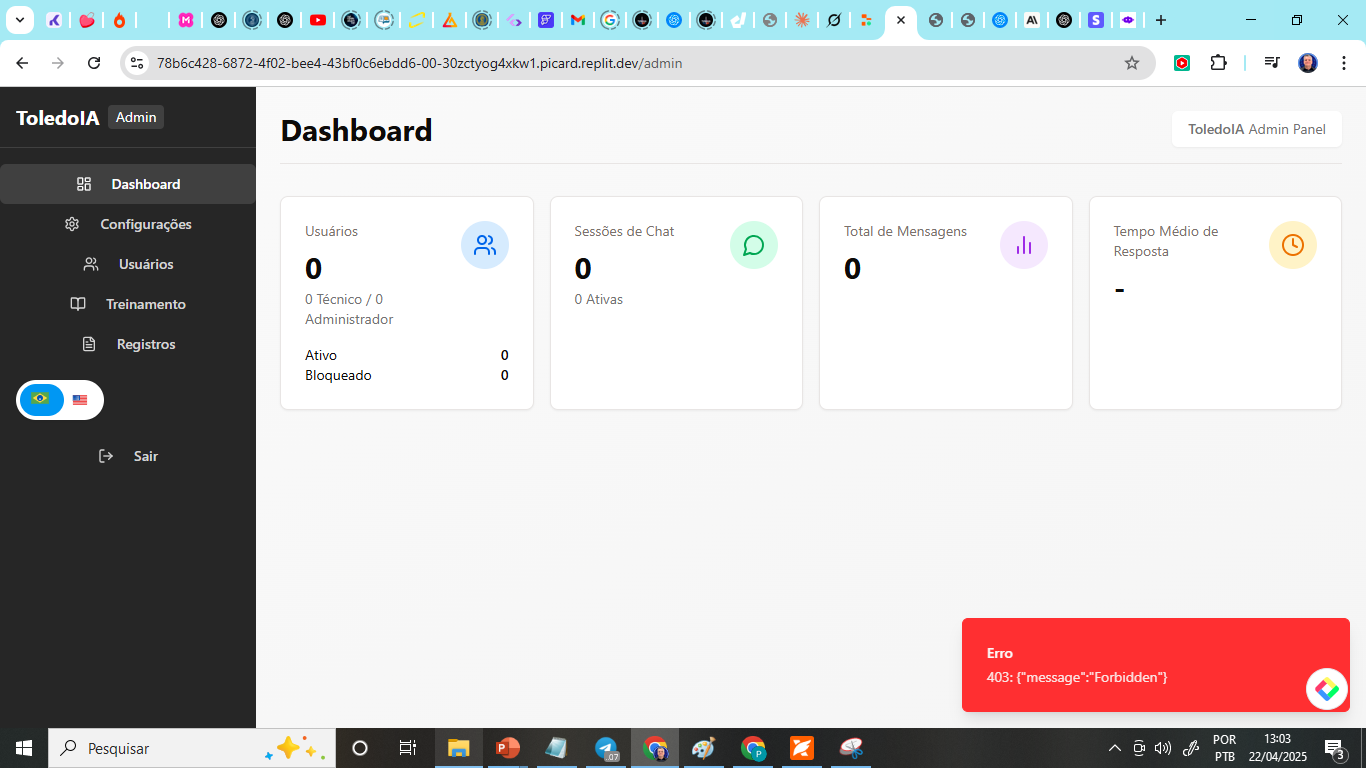 78b6c428-6872-4f02-bee4-43bf0c6ebdd6-00-30zctyog4xkw1.picard.replit.dev/admin
ToledoIA Admin
Dashboard
Configurações
Usuários
Treinamento
Registros
Sair
Dashboard
ToledoIA Admin Panel
Usuários
0
0 Técnico / 0
Administrador
Ativo 0
Bloqueado 0
Sessões de Chat
0
0 Ativas
Total de Mensagens
0
Tempo Médio de
Resposta
-
Erro
403: {"message":"Forbidden"}
Pesquisar
.07
POR
PTB
13:03
22/04/2025
3